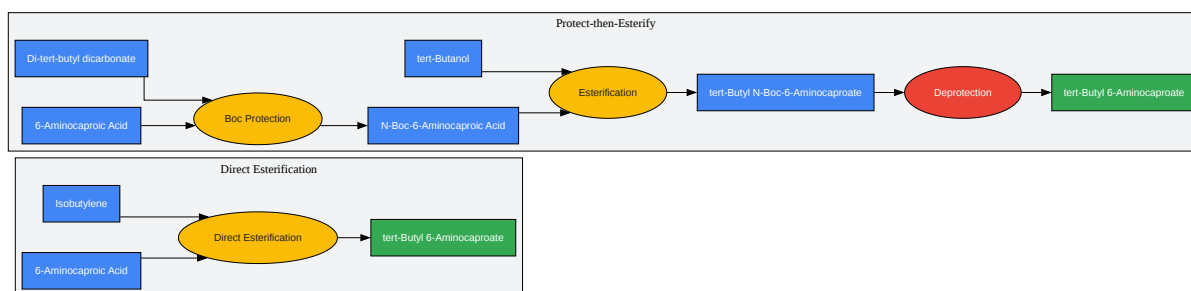 Protect-then-Esterify
Di-tert-butyl dicarbonate
tert-Butanol
Esterification
tert-Butyl N-Boc-6-Aminocaproate
Deprotection
tert-Butyl 6-Aminocaproate
6-Aminocaproic Acid
Boc Protection
N-Boc-6-Aminocaproic Acid
Direct Esterification
Isobutylene
Direct Esterification
tert-Butyl 6-Aminocaproate
6-Aminocaproic Acid